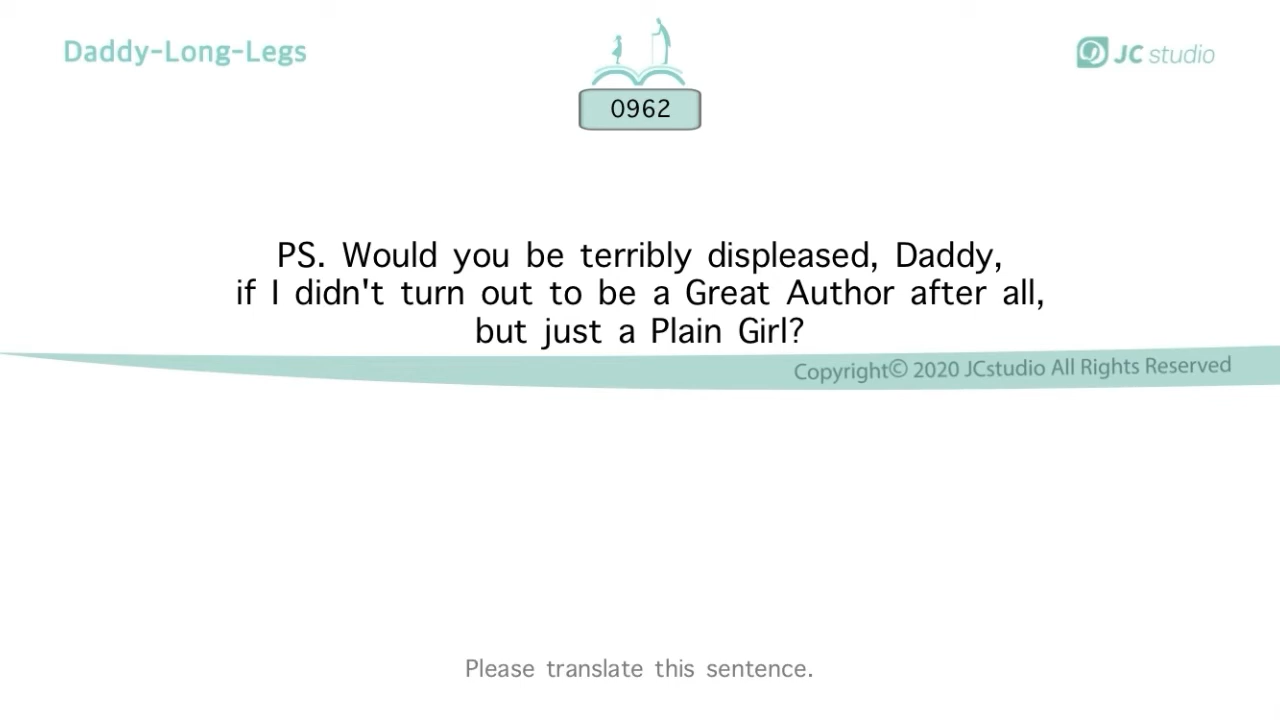 Daddy-Long-Legs
JC studio
0962
PS. Would you be terribly displeased, Daddy,
if I didn't turn out to be a Great Author after all,
but just a Plain Girl?
Copyright© 2020 JCstudio All Rights Reserved
Please translate this sentence.